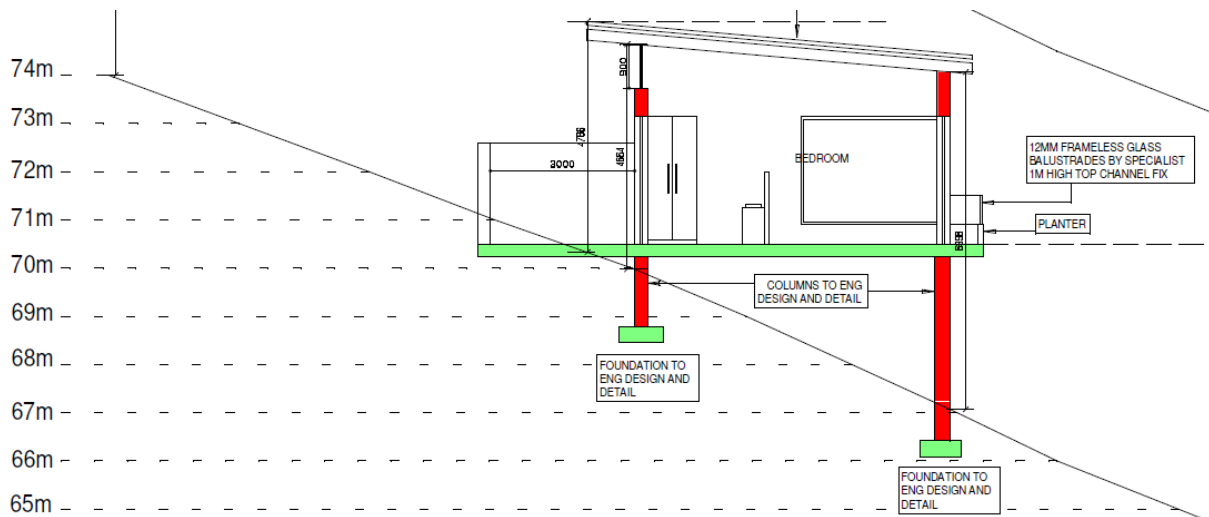 900
74m
73m
BEDROOM
12MM FRAMELESS GLASS
BALUSTRADES BY SPECIALIST
1M HIGH TOP CHANNEL FIX
3000
72m
71m
PLANTER
70m
COLUMNS TO ENG
DESIGN AND DETAIL
69m
68m
FOUNDATION TO
ENG DESIGN AND
DETAIL
67m
66m
FOUNDATION TO
ENG DESIGN AND
DETAIL
65m